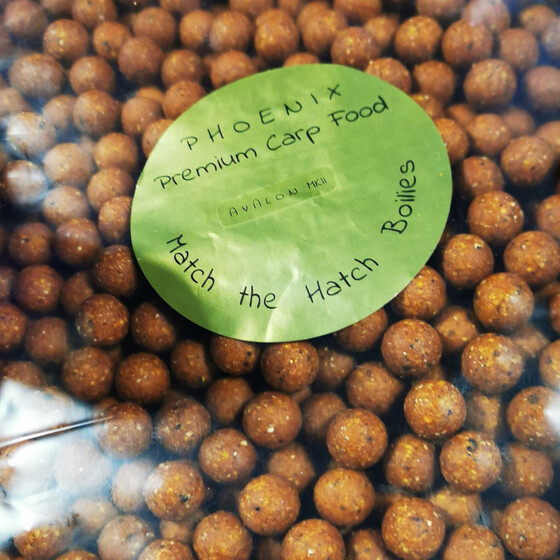 PHOENIX
Premium Carp Food
AVALON MKII
Match the Hatch Boilies